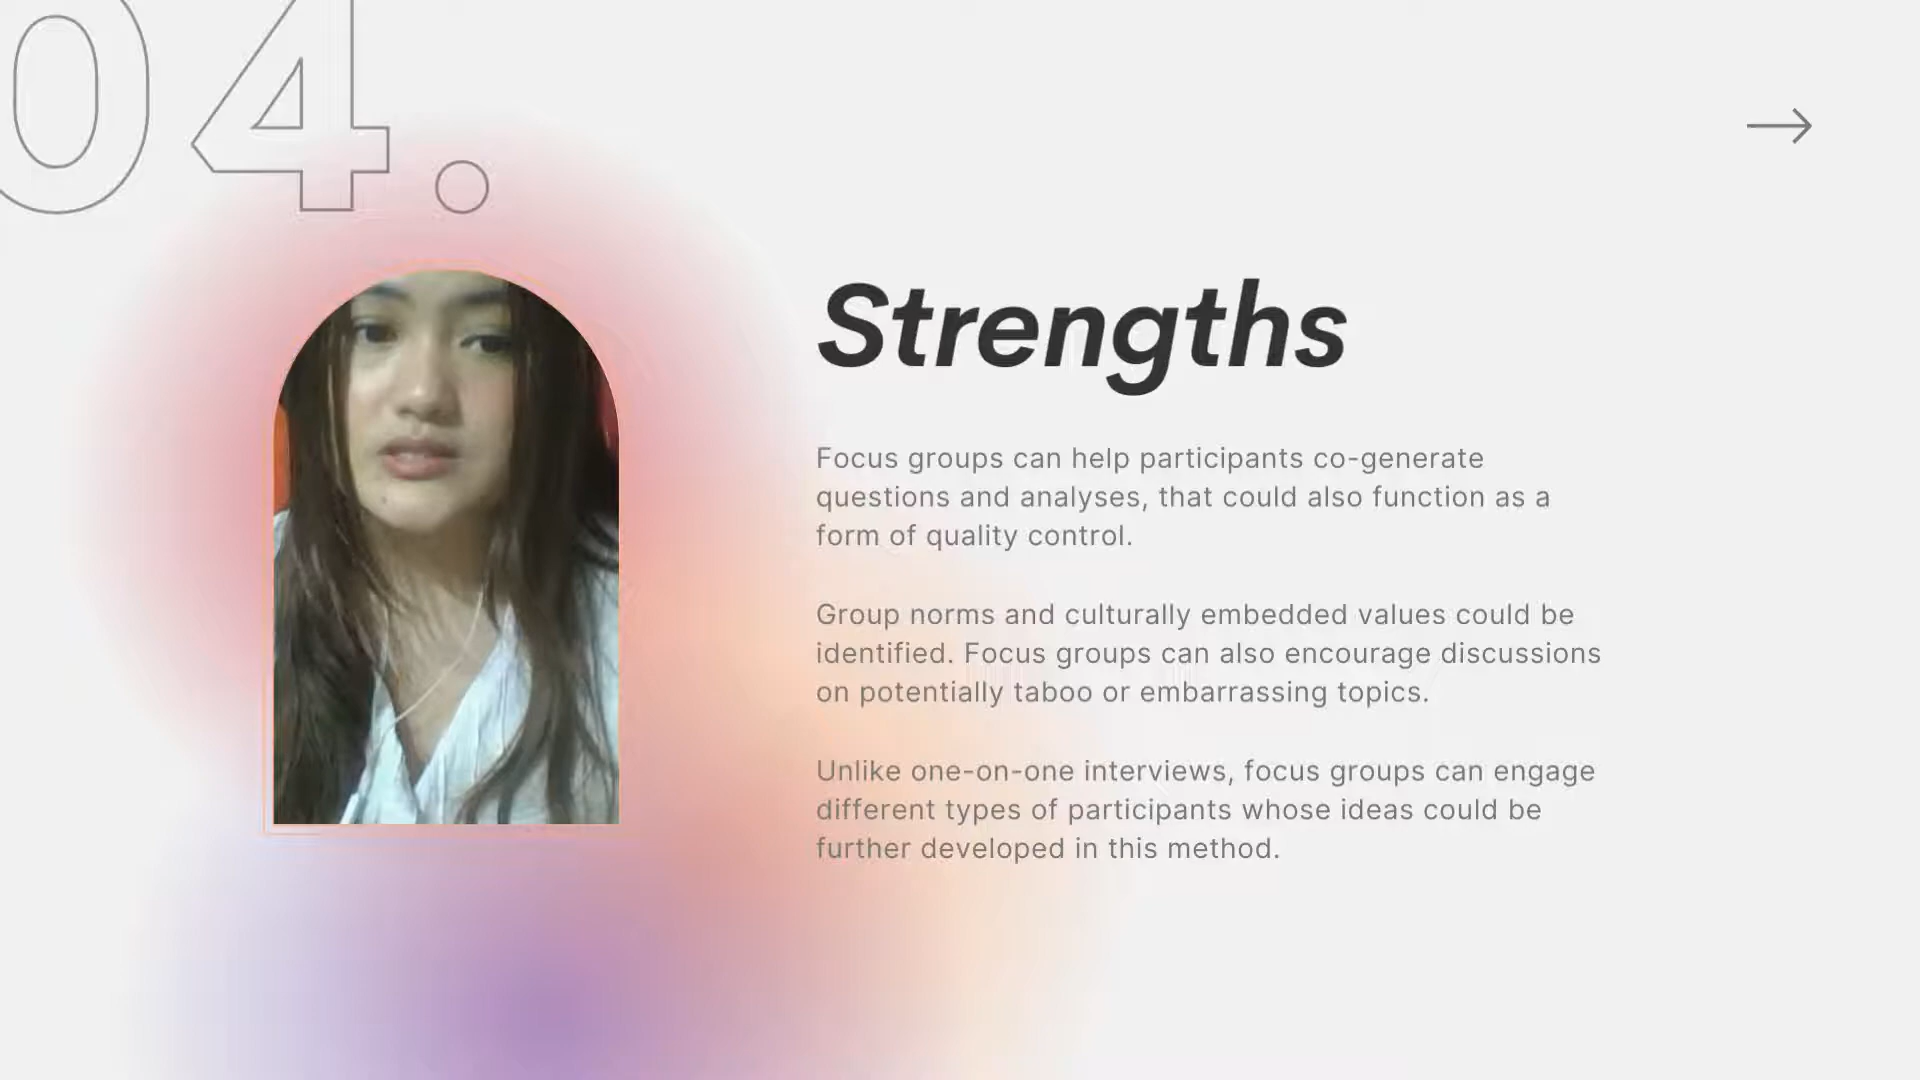 04.
Strengths
Focus groups can help participants co-generate
questions and analyses, that could also function as a
form of quality control.
Group norms and culturally embedded values could be
identified. Focus groups can also encourage discussions
on potentially taboo or embarrassing topics.
Unlike one-on-one interviews, focus groups can engage
different types of participants whose ideas could be
further developed in this method.